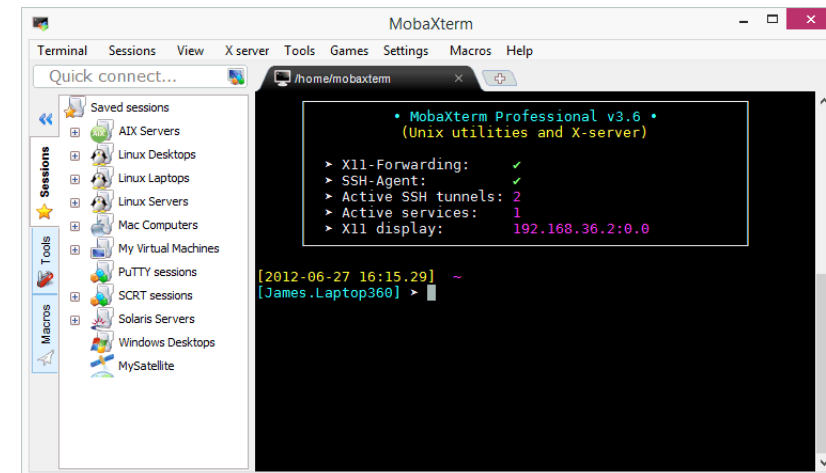 MobaXterm
Terminal Sessions View X server Tools Games Settings Macros Help
Quick connect...
/home/mobaxterm
Saved sessions
AIX Servers
Linux Desktops
Linux Laptops
Linux Servers
Mac Computers
My Virtual Machines
PuTTY sessions
SCRT sessions
Solaris Servers
Windows Desktops
MySatellite
Sessions
Tools
Macros
• MobaXterm Professional v3.6 •
(Unix utilities and X-server)
➤ X11-Forwarding: ✔
➤ SSH-Agent: ✔
➤ Active SSH tunnels: 2
➤ Active services: 1
➤ X11 display: 192.168.36.2:0.0
[2012-06-27 16:15.29] ~
[James.Laptop360] ➤